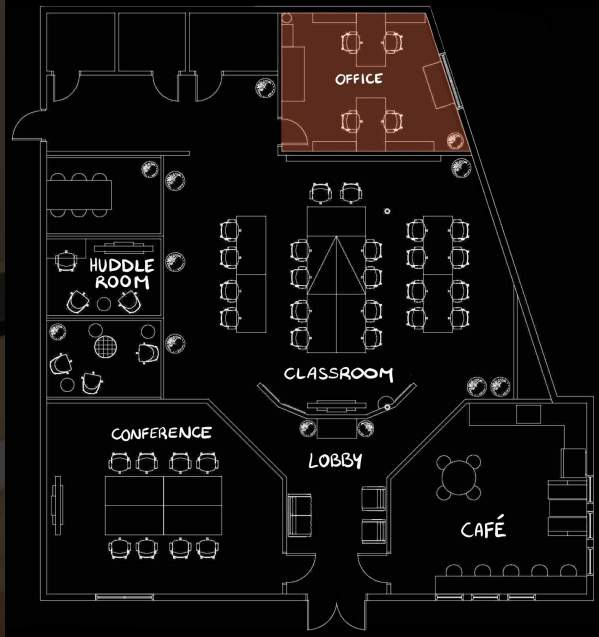 OFFICE
HUDDLE
ROOM
CLASSROOM
CONFERENCE
LOBBY
CAFÉ